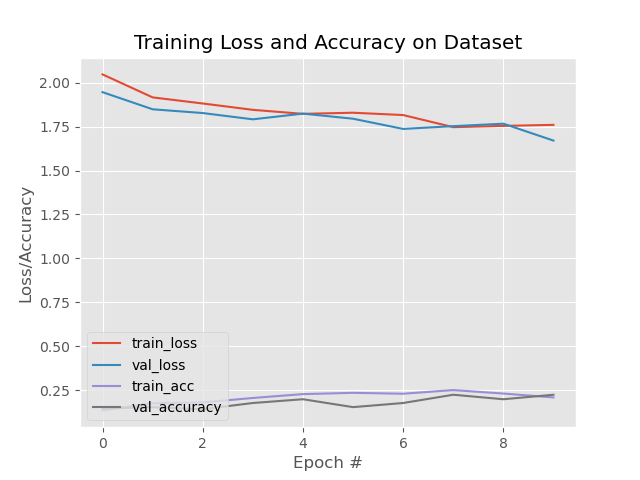 Training Loss and Accuracy on Dataset
2.00
1.75
1.50
1.25
1.00
0.75
0.50
0.25
Loss/Accuracy
train_loss
val_loss
train_acc
val_accuracy
0 2 4 6 8
Epoch #